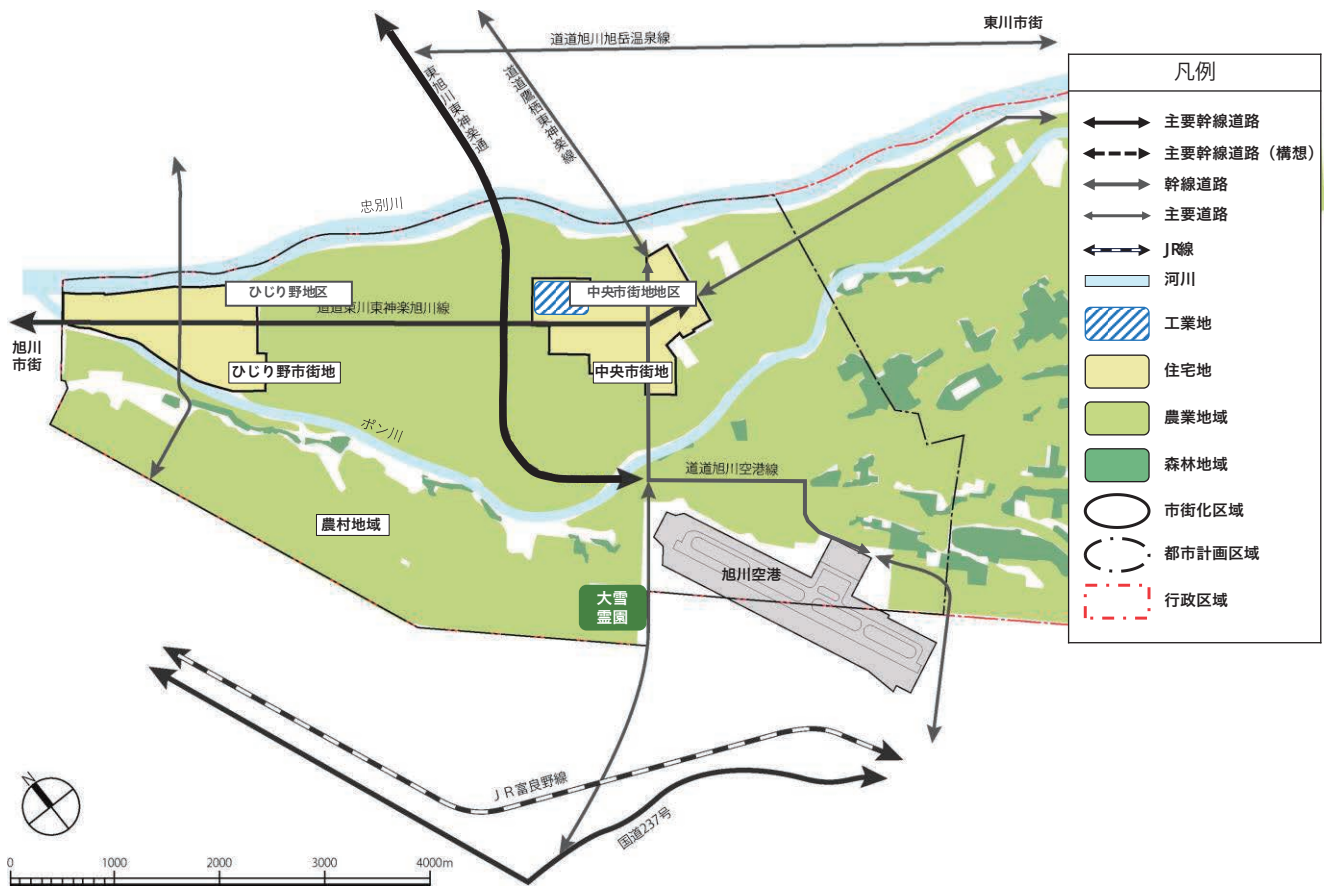 東川市街
道道旭川旭岳温泉線
東旭川東神楽通
道道鷹栖東神楽線
忠別川
ひじり野地区
中央市街地地区
道道東川東神楽旭川線
旭川
市街
ひじり野市街地
中央市街地
ポン川
道道旭川空港線
農村地域
旭川空港
大雪
霊園
JR富良野線
国道237号
N
0 1000 2000 3000 4000m
凡例
主要幹線道路
主要幹線道路（構想）
幹線道路
主要道路
JR線
河川
工業地
住宅地
農業地域
森林地域
市街化区域
都市計画区域
行政区域